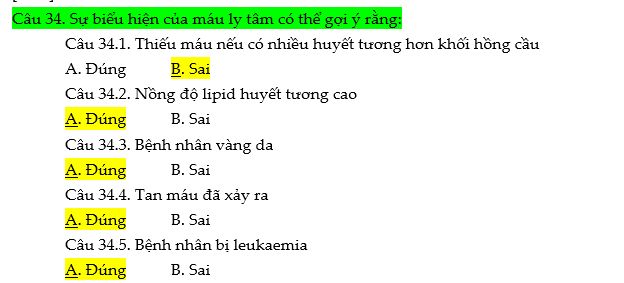 Câu 34. Sự biểu hiện của máu ly tâm có thể gợi ý rằng:
Câu 34.1. Thiếu máu nếu có nhiều huyết tương hơn khối hồng cầu
A. Đúng B. Sai
Câu 34.2. Nồng độ lipid huyết tương cao
A. Đúng B. Sai
Câu 34.3. Bệnh nhân vàng da
A. Đúng B. Sai
Câu 34.4. Tan máu đã xảy ra
A. Đúng B. Sai
Câu 34.5. Bệnh nhân bị leukaemia
A. Đúng B. Sai